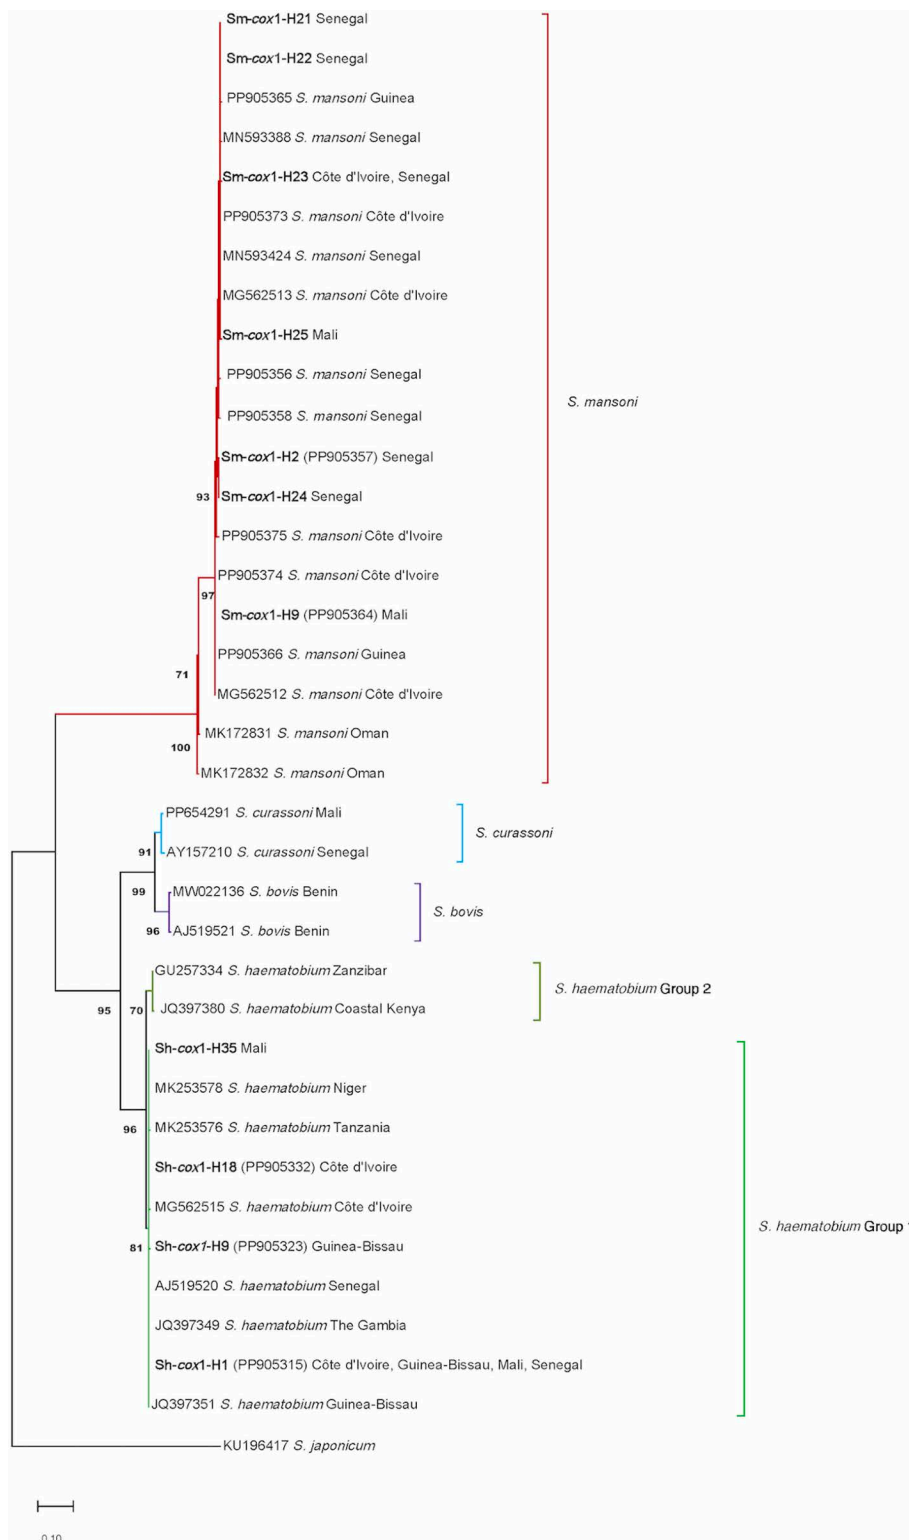 Sm-cox1-H21 Senegal
Sm-cox1-H22 Senegal
PP905365 S. mansoni Guinea
MN593388 S. mansoni Senegal
Sm-cox1-H23 Côte d'Ivoire, Senegal
PP905373 S. mansoni Côte d'Ivoire
MN593424 S. mansoni Senegal
MG562513 S. mansoni Côte d'Ivoire
Sm-cox1-H25 Mali
PP905356 S. mansoni Senegal
S. mansoni
PP905358 S. mansoni Senegal
Sm-cox1-H2 (PP905357) Senegal
93
Sm-cox1-H24 Senegal
PP905375 S. mansoni Côte d'Ivoire
PP905374 S. mansoni Côte d'Ivoire
97
Sm-cox1-H9 (PP905364) Mali
PP905366 S. mansoni Guinea
71
MG562512 S. mansoni Côte d'Ivoire
MK172831 S. mansoni Oman
100
MK172832 S. mansoni Oman
PP654291 S. curassoni Mali
S. curassoni
91
AY157210 S. curassoni Senegal
99
MW022136 S. bovis Benin
S. bovis
96
AJ519521 S. bovis Benin
GU257334 S. haematobium Zanzibar
S. haematobium Group 2
95
70
JQ397380 S. haematobium Coastal Kenya
Sh-cox1-H35 Mali
MK253578 S. haematobium Niger
96
MK253576 S. haematobium Tanzania
Sh-cox1-H18 (PP905332) Côte d'Ivoire
MG562515 S. haematobium Côte d'Ivoire
S. haematobium Group
81
Sh-cox1-H9 (PP905323) Guinea-Bissau
AJ519520 S. haematobium Senegal
JQ397349 S. haematobium The Gambia
Sh-cox1-H1 (PP905315) Côte d'Ivoire, Guinea-Bissau, Mali, Senegal
JQ397351 S. haematobium Guinea-Bissau
KU196417 S. japonicum
0.10